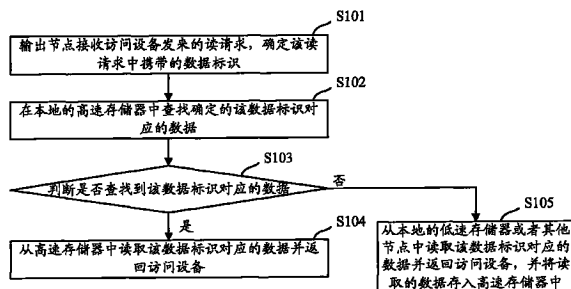 S101
输出节点接收访问设备发来的读请求，确定该读
请求中携带的数据标识
S102
在本地的高速存储器中查找确定的该数据标识对
应的数据
S103
判断是否查找到该数据标识对应的数据
否
是
S104
从高速存储器中读取该数据标识对应的数据并返
回访问设备
S105
从本地的低速存储器或者其他
节点中读取该数据标识对应的
数据并返回访问设备，并将读
取的数据存入高速存储器中